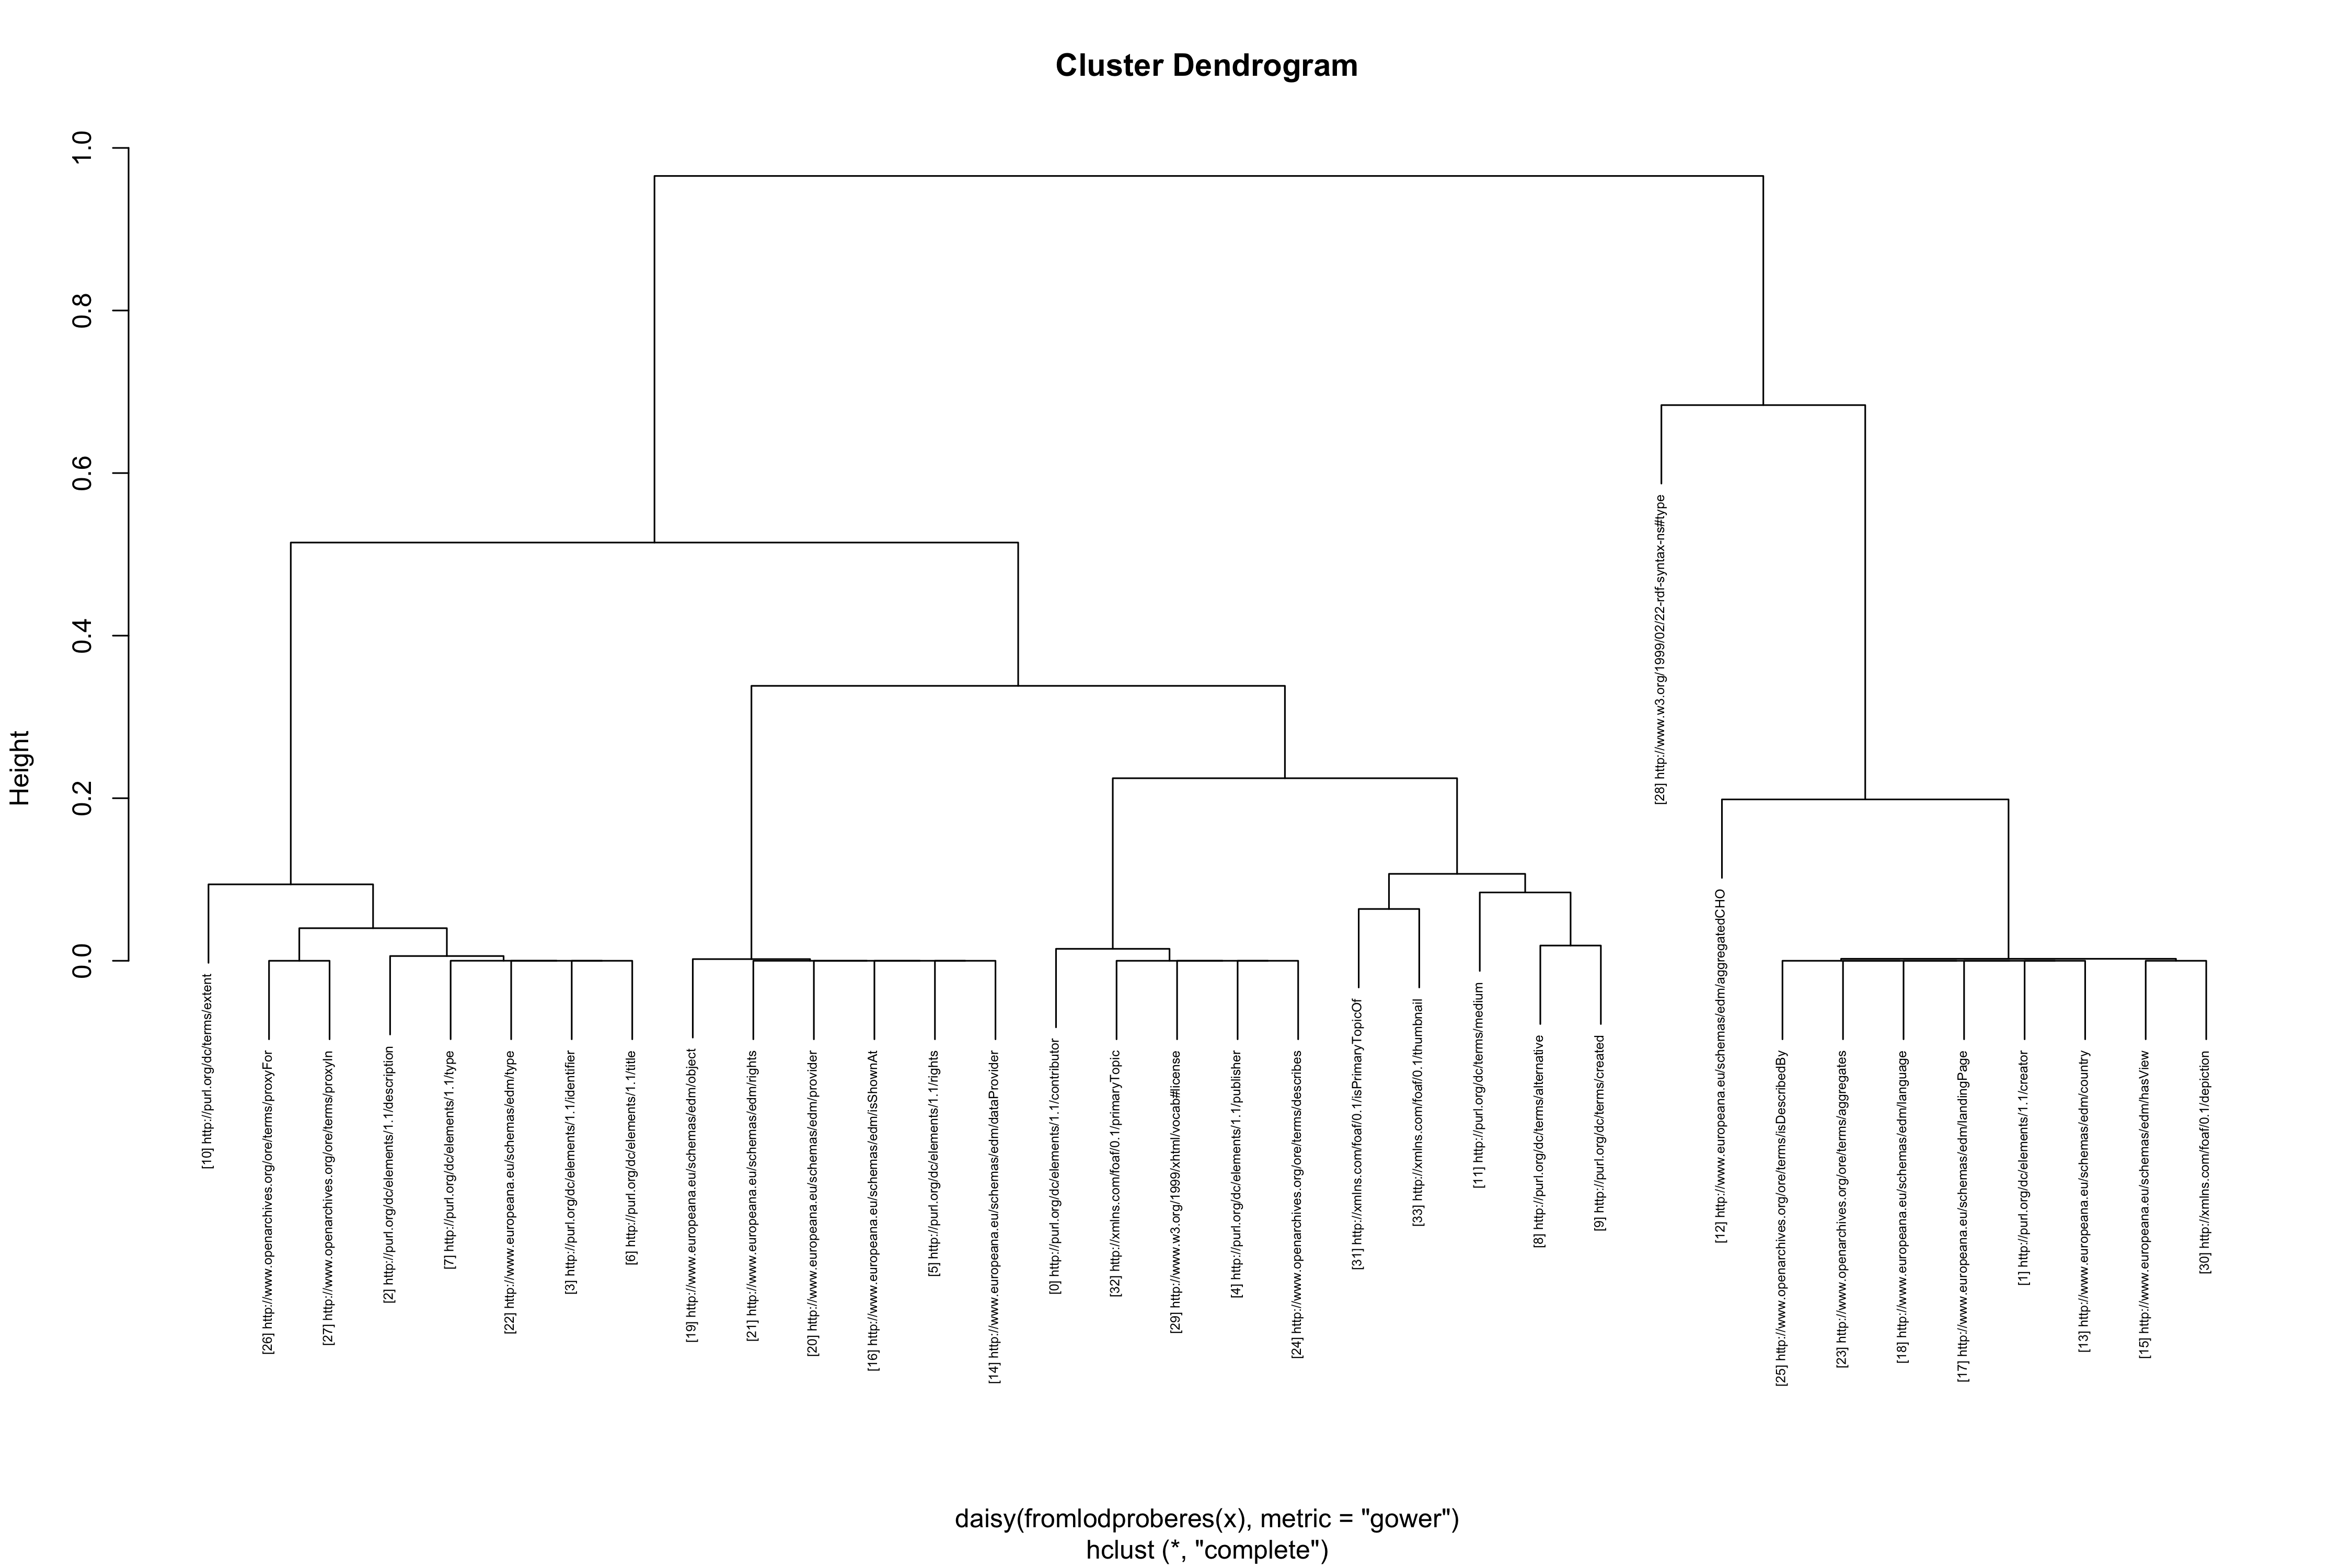 Cluster Dendrogram
Height
1.0
0.8
0.6
0.4
0.2
0.0
[10] http://purl.org/dc/terms/extent
[26] http://www.openarchives.org/ore/terms/proxyFor
[27] http://www.openarchives.org/ore/terms/proxyIn
[2] http://purl.org/dc/elements/1.1/description
[7] http://purl.org/dc/elements/1.1/type
[22] http://www.europeana.eu/schemas/edm/type
[3] http://purl.org/dc/elements/1.1/identifier
[6] http://purl.org/dc/elements/1.1/title
[19] http://www.europeana.eu/schemas/edm/object
[21] http://www.europeana.eu/schemas/edm/rights
[20] http://www.europeana.eu/schemas/edm/provider
[16] http://www.europeana.eu/schemas/edm/isShownAt
[5] http://purl.org/dc/elements/1.1/rights
[14] http://www.europeana.eu/schemas/edm/dataProvider
[0] http://purl.org/dc/elements/1.1/contributor
[32] http://xmlns.com/foaf/0.1/primaryTopic
[29] http://www.w3.org/1999/xhtml/vocab#license
[4] http://purl.org/dc/elements/1.1/publisher
[24] http://www.openarchives.org/ore/terms/describes
[31] http://xmlns.com/foaf/0.1/isPrimaryTopicOf
[33] http://xmlns.com/foaf/0.1/thumbnail
[11] http://purl.org/dc/terms/medium
[8] http://purl.org/dc/terms/alternative
[9] http://purl.org/dc/terms/created
[28] http://www.w3.org/1999/02/22-rdf-syntax-ns#type
[12] http://www.europeana.eu/schemas/edm/aggregatedCHO
[25] http://www.openarchives.org/ore/terms/isDescribedBy
[23] http://www.openarchives.org/ore/terms/aggregates
[18] http://www.europeana.eu/schemas/edm/language
[17] http://www.europeana.eu/schemas/edm/landingPage
[1] http://purl.org/dc/elements/1.1/creator
[13] http://www.europeana.eu/schemas/edm/country
[15] http://www.europeana.eu/schemas/edm/hasView
[30] http://xmlns.com/foaf/0.1/depiction
daisy(fromlodproberes(x), metric = "gower")
hclust (*, "complete")